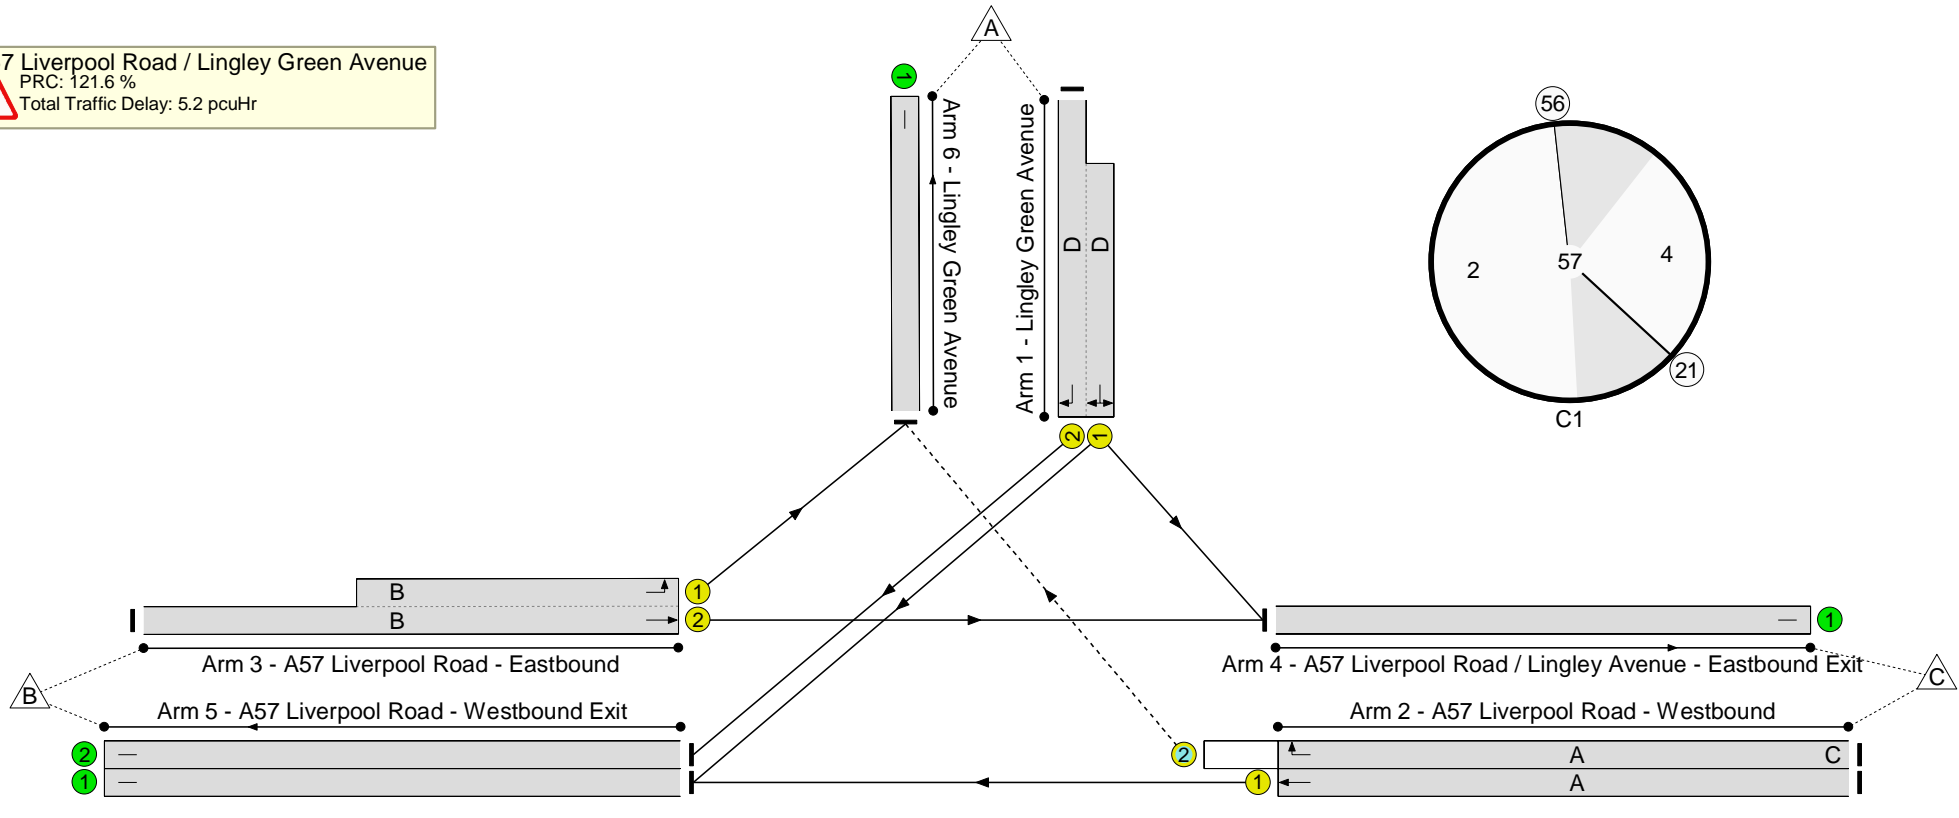 7 Liverpool Road / Lingley Green Avenue
PRC: 121.6 %
Total Traffic Delay: 5.2 pcuHr
A
1
Arm 6 - Lingley Green Avenue
Arm 1 - Lingley Green Avenue
D
D
2
1
56
2
57
4
21
C1
B
1
B
2
Arm 3 - A57 Liverpool Road - Eastbound
B
Arm 5 - A57 Liverpool Road - Westbound Exit
2
1
1
Arm 4 - A57 Liverpool Road / Lingley Avenue - Eastbound Exit
C
Arm 2 - A57 Liverpool Road - Westbound
2
A
C
1
A